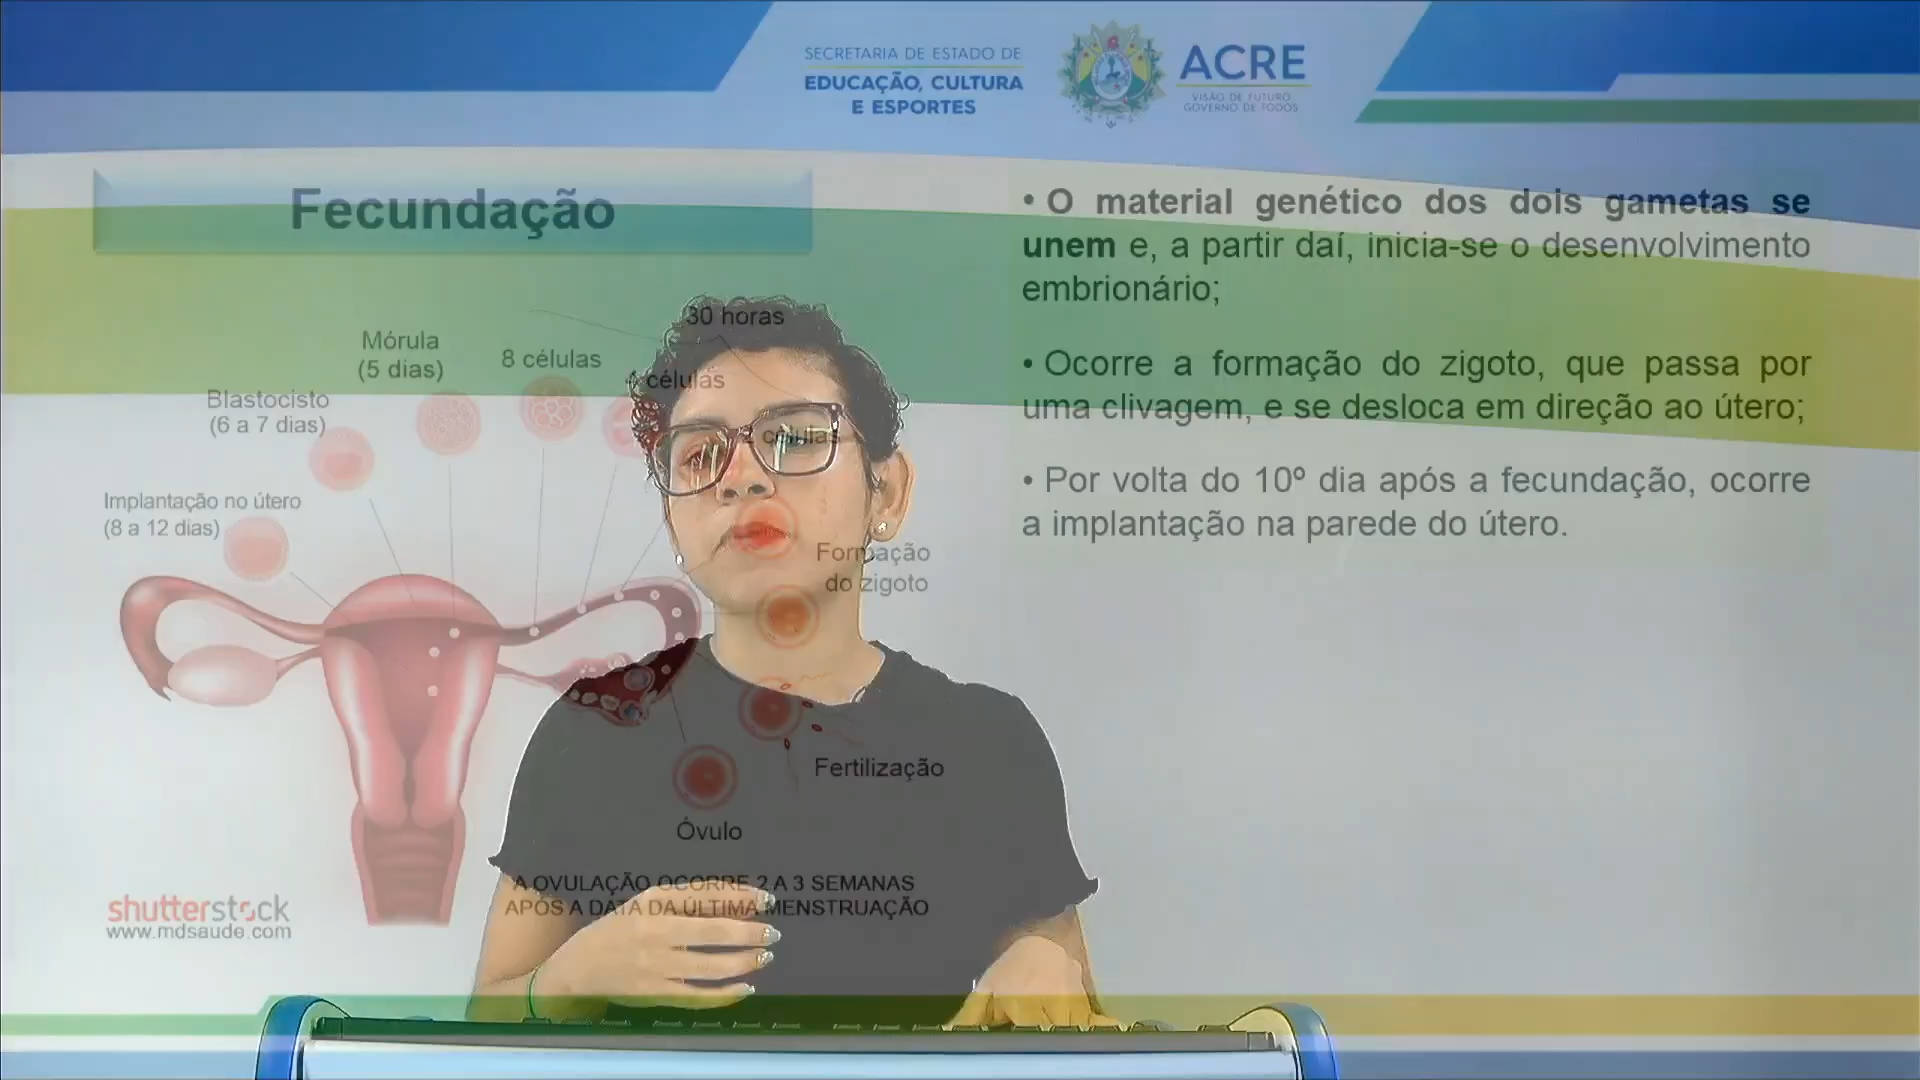 SECRETARIA DE ESTADO DE
EDUCAÇÃO, CULTURA
E ESPORTES
ACRE
VISÃO DE FUTURO
GOVERNO DE TODOS
Fecundação
30 horas
Mórula
(5 dias)
8 células
4 células
Blastocisto
(6 a 7 dias)
2 células
Implantação no útero
(8 a 12 dias)
Formação
do zigoto
Fertilização
Óvulo
A OVULAÇÃO OCORRE 2 A 3 SEMANAS
APÓS A DATA DA ÚLTIMA MENSTRUAÇÃO
shutterstock
www.mdsaude.com
• O material genético dos dois gametas se
unem e, a partir daí, inicia-se o desenvolvimento
embrionário;
• Ocorre a formação do zigoto, que passa por
uma clivagem, e se desloca em direção ao útero;
• Por volta do 10º dia após a fecundação, ocorre
a implantação na parede do útero.